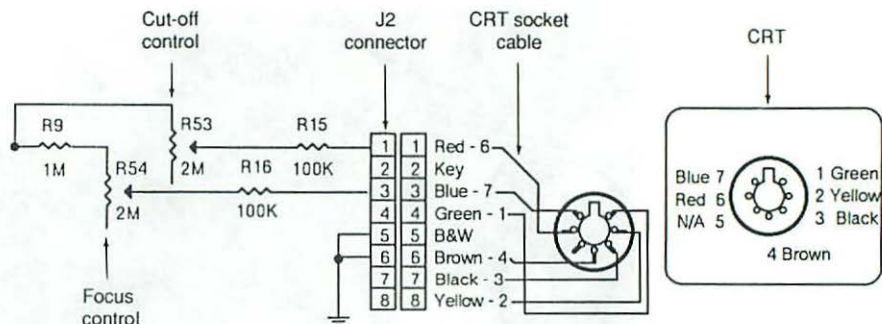 Cut-off
control
J2
connector
CRT socket
cable
CRT
R9
1M
R53
2M
R15
100K
R54
2M
R16
100K
Focus
control
1 1 Red - 6
2 2 Key
3 3 Blue - 7
4 4 Green - 1
5 5 B&W
6 6 Brown - 4
7 7 Black - 3
8 8 Yellow - 2
Blue 7
Red 6
N/A 5
1 Green
2 Yellow
3 Black
4 Brown